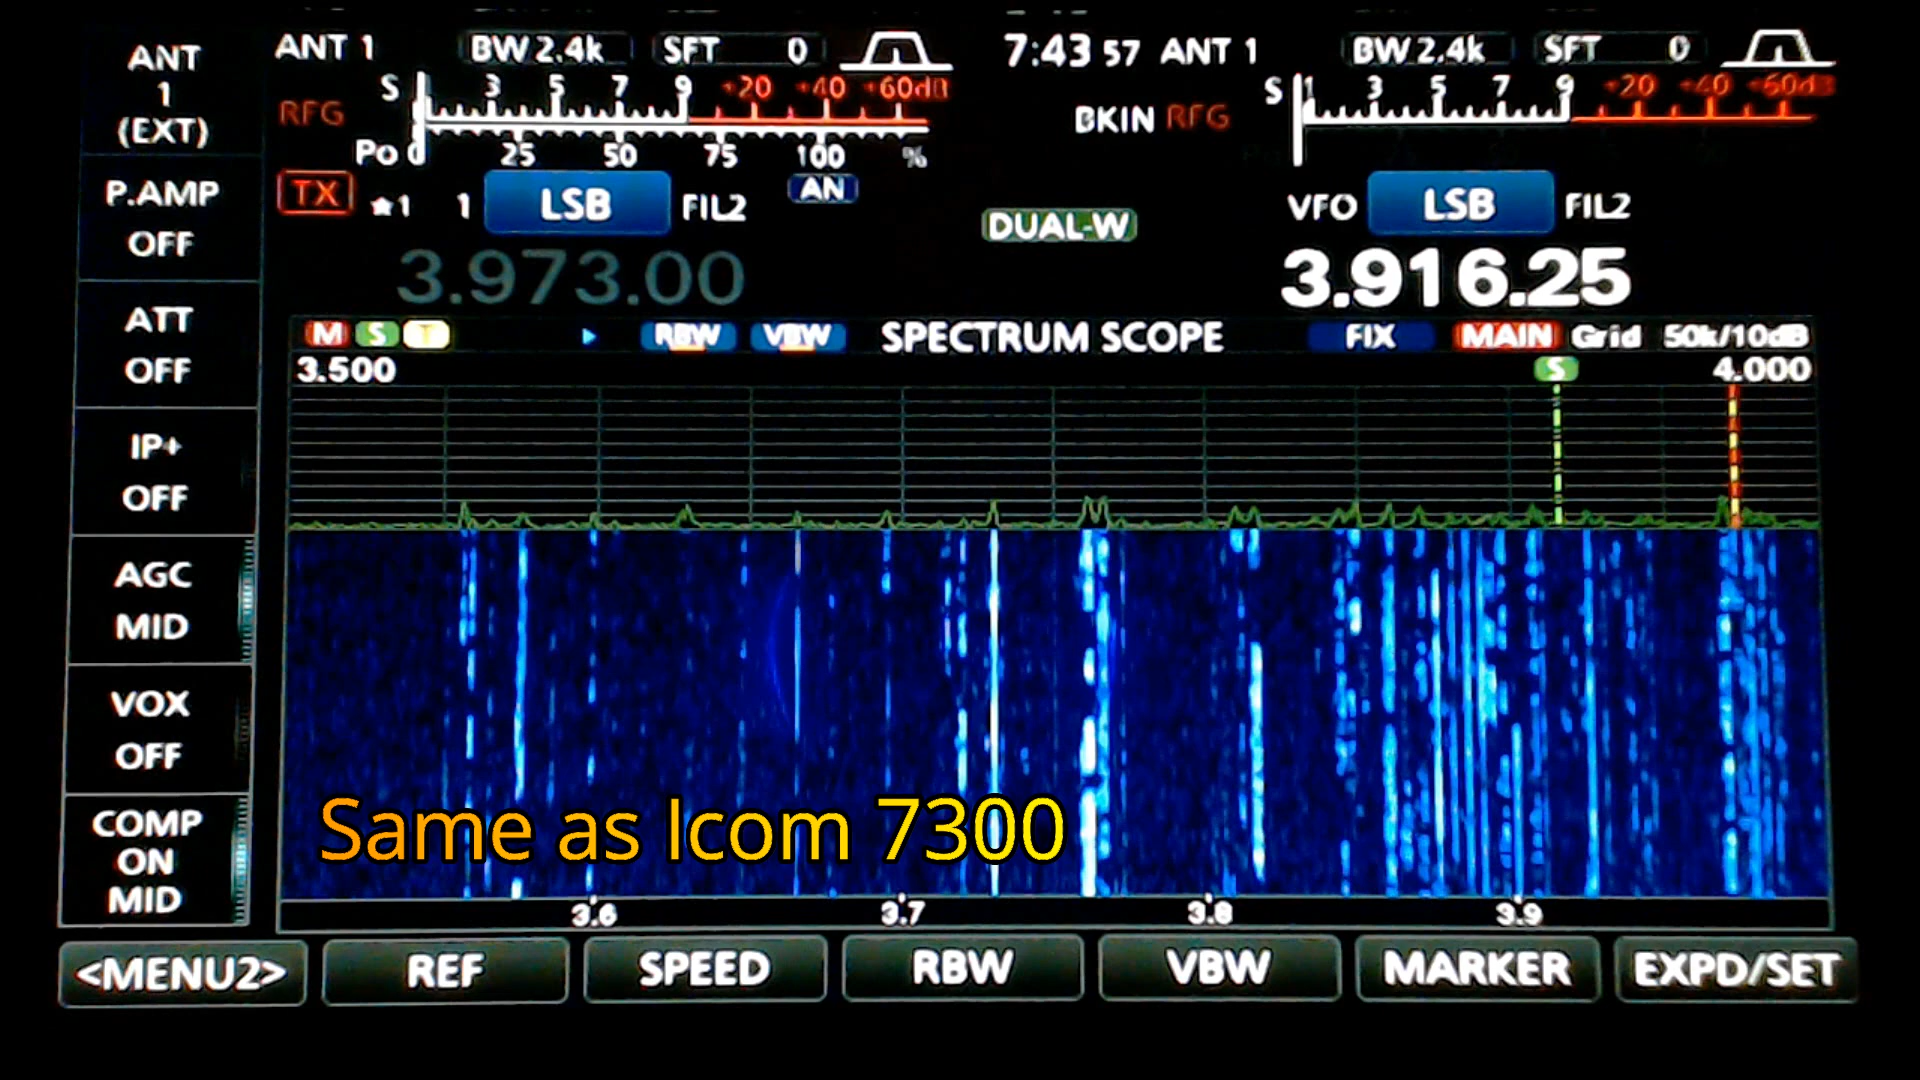 ANT 1 (EXT)
P.AMP OFF
ATT OFF
IP+ OFF
AGC MID
VOX OFF
COMP ON MID
ANT 1 BW 2.4k SFT 0 7:43 57 ANT 1 BW 2.4k SFT 0
S 3 5 7 9 +20 +40 +60dB S 1 3 5 7 9 +20 +40 +60dB
RFG BKIN RFG
Po 0 25 50 75 100 %
TX ★1 1 LSB FIL2 AN VFO LSB FIL2
DUAL-W
3.973.00 3.916.25
M S T RBW VBW SPECTRUM SCOPE FIX MAIN Grid 50k/10dB
3.500 S 4.000
Same as Icom 7300
3.6 3.7 3.8 3.9
<MENU2> REF SPEED RBW VBW MARKER EXPD/SET